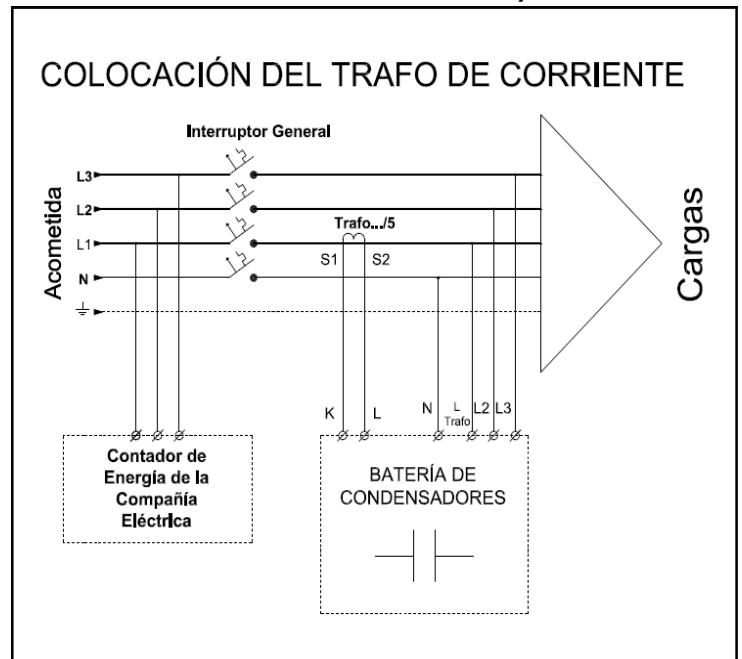 COLOCACIÓN DEL TRAFO DE CORRIENTE
Interruptor General
Acometida
L3
L2
L1
N
Trafo.../5
S1 S2
Cargas
K L N L Trafo L2 L3
Contador de
Energía de la
Compañía
Eléctrica
BATERÍA DE
CONDENSADORES